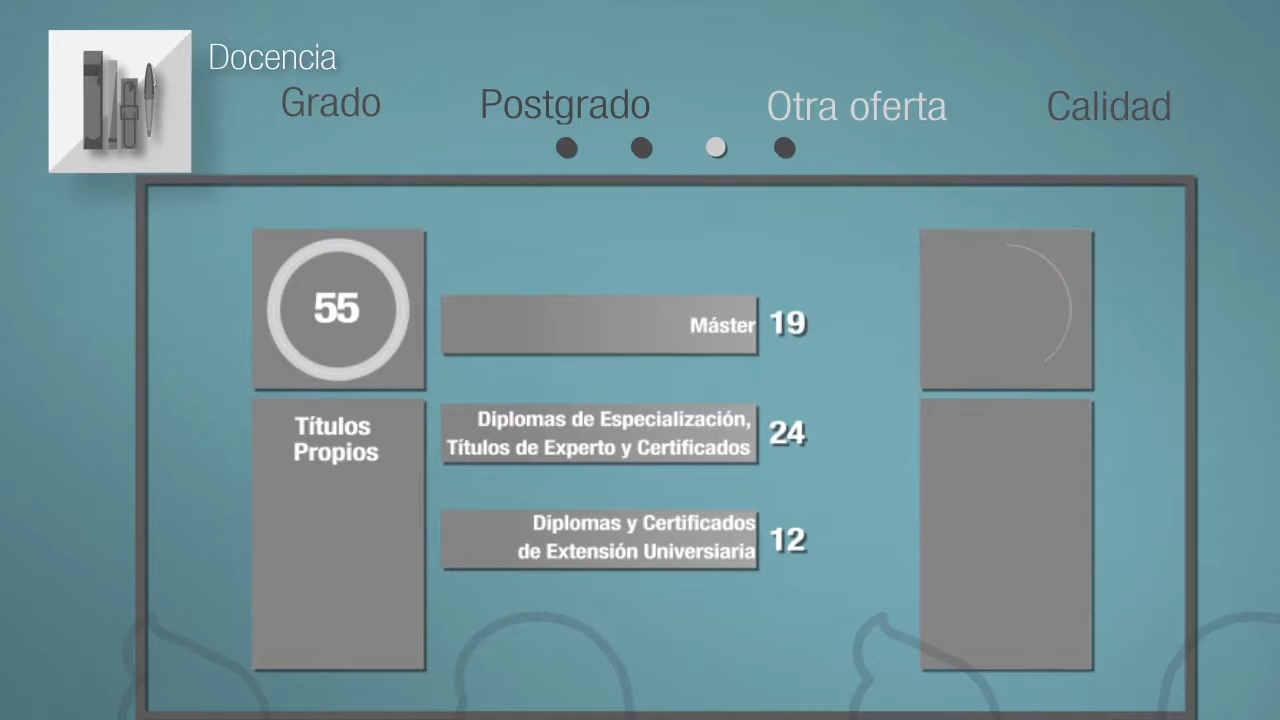 Docencia
Grado
Postgrado
Otra oferta
Calidad
55
Títulos
Propios
Máster
19
Diplomas de Especialización,
Títulos de Experto y Certificados
24
Diplomas y Certificados
de Extensión Universiaria
12